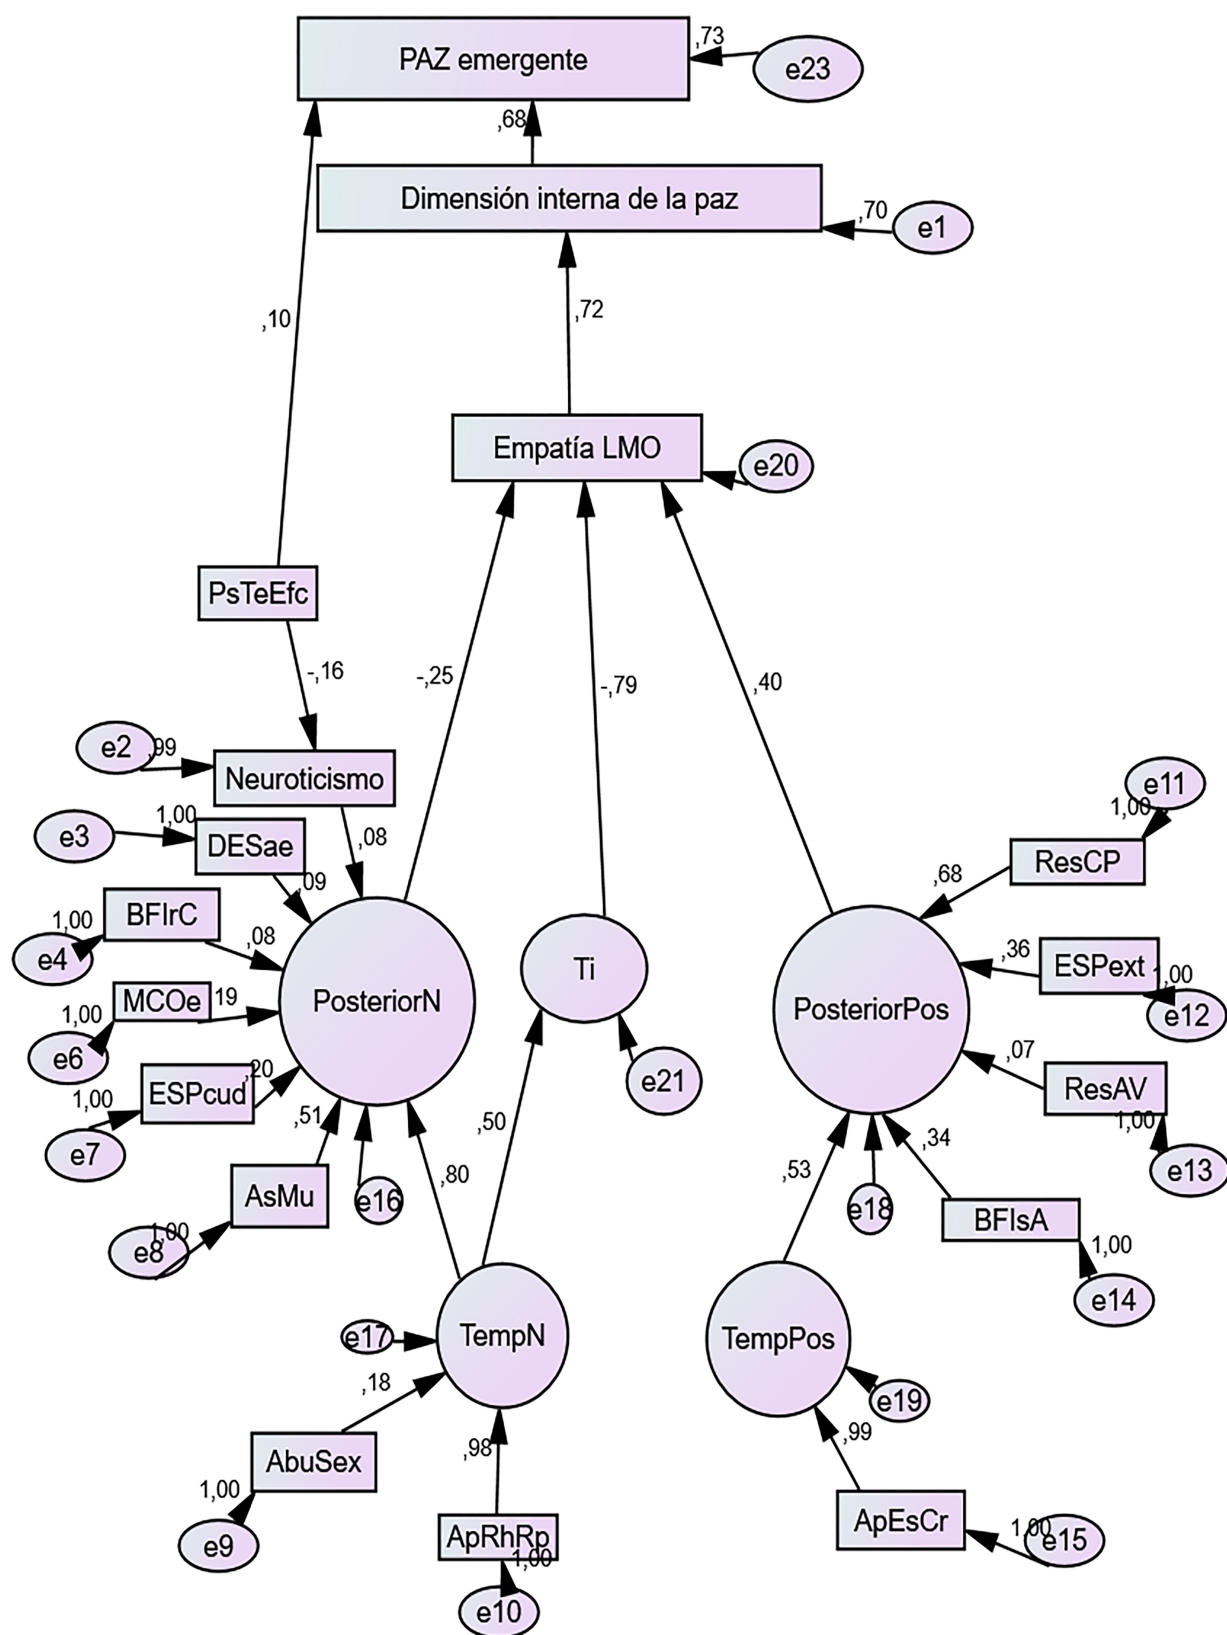 PAZ emergente
,73
e23
,68
Dimensión interna de la paz
,70
e1
,10
,72
Empatía LMO
e20
PsTeEfc
-,16
-,25
-,79
,40
e2
,99
Neuroticismo
,08
e3
1,00
DESae
,09
e11
1,00
ResCP
,68
BFIrC
1,00
e4
,08
PosteriorN
Ti
PosteriorPos
,36
ESPext
1,00
e12
MCOe
19
1,00
e6
ESPcud
,20
1,00
e7
e21
,07
ResAV
1,00
e13
,51
AsMu
e16
,80
,50
,53
e18
,34
BFIsA
1,00
e14
1,00
e8
e17
TempN
TempPos
e19
,18
AbuSex
1,00
e9
,98
ApRhRp
1,00
e10
,99
ApEsCr
1,00
e15